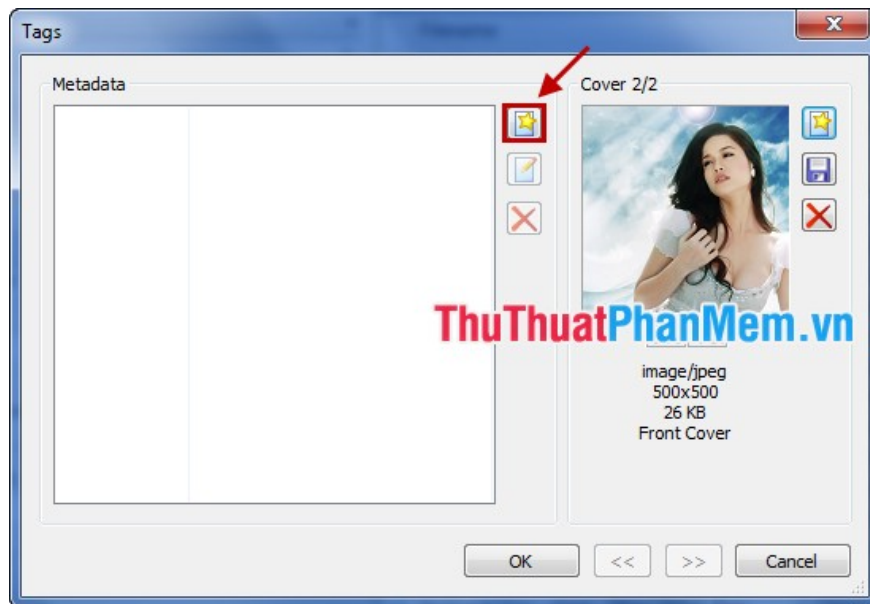 Tags
Metadata
Cover 2/2
ThuThuatPhanMem.vn
image/jpeg
500x500
26 KB
Front Cover
OK
<<
>>
Cancel